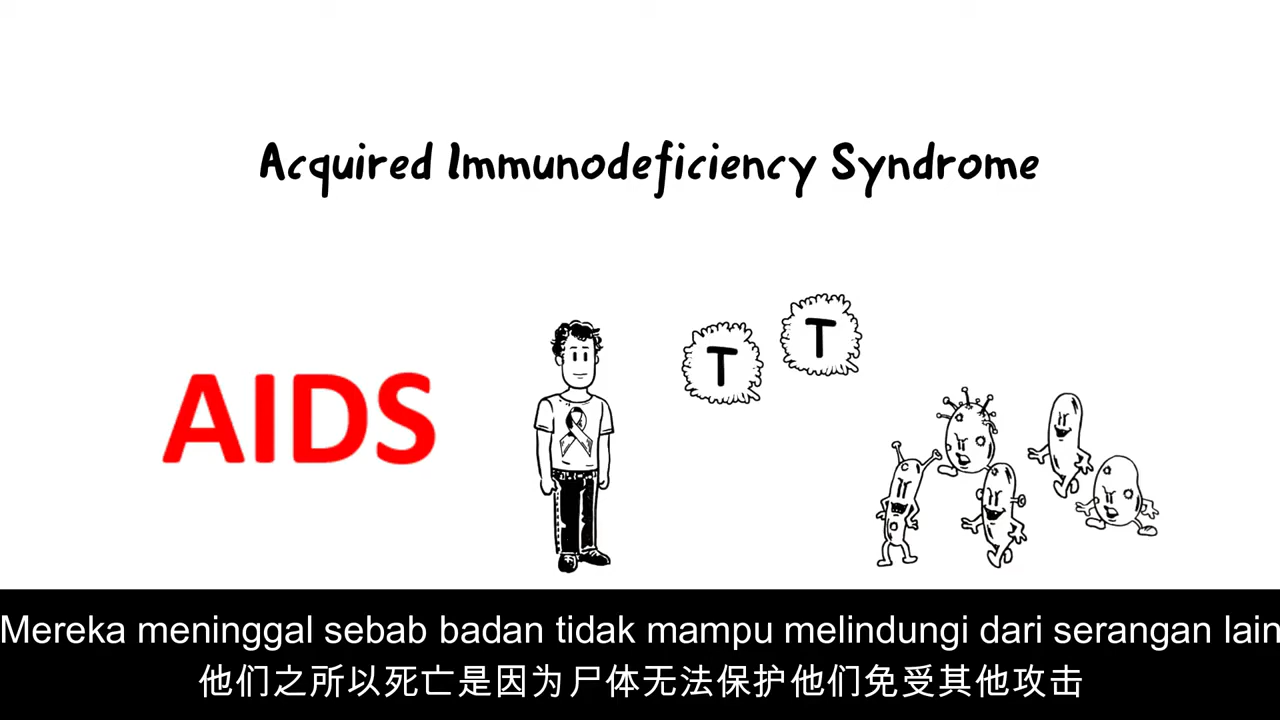 Acquired Immunodeficiency Syndrome
T
T
AIDS
Mereka meninggal sebab badan tidak mampu melindungi dari serangan lain
他们之所以死亡是因为尸体无法保护他们免受其他攻击